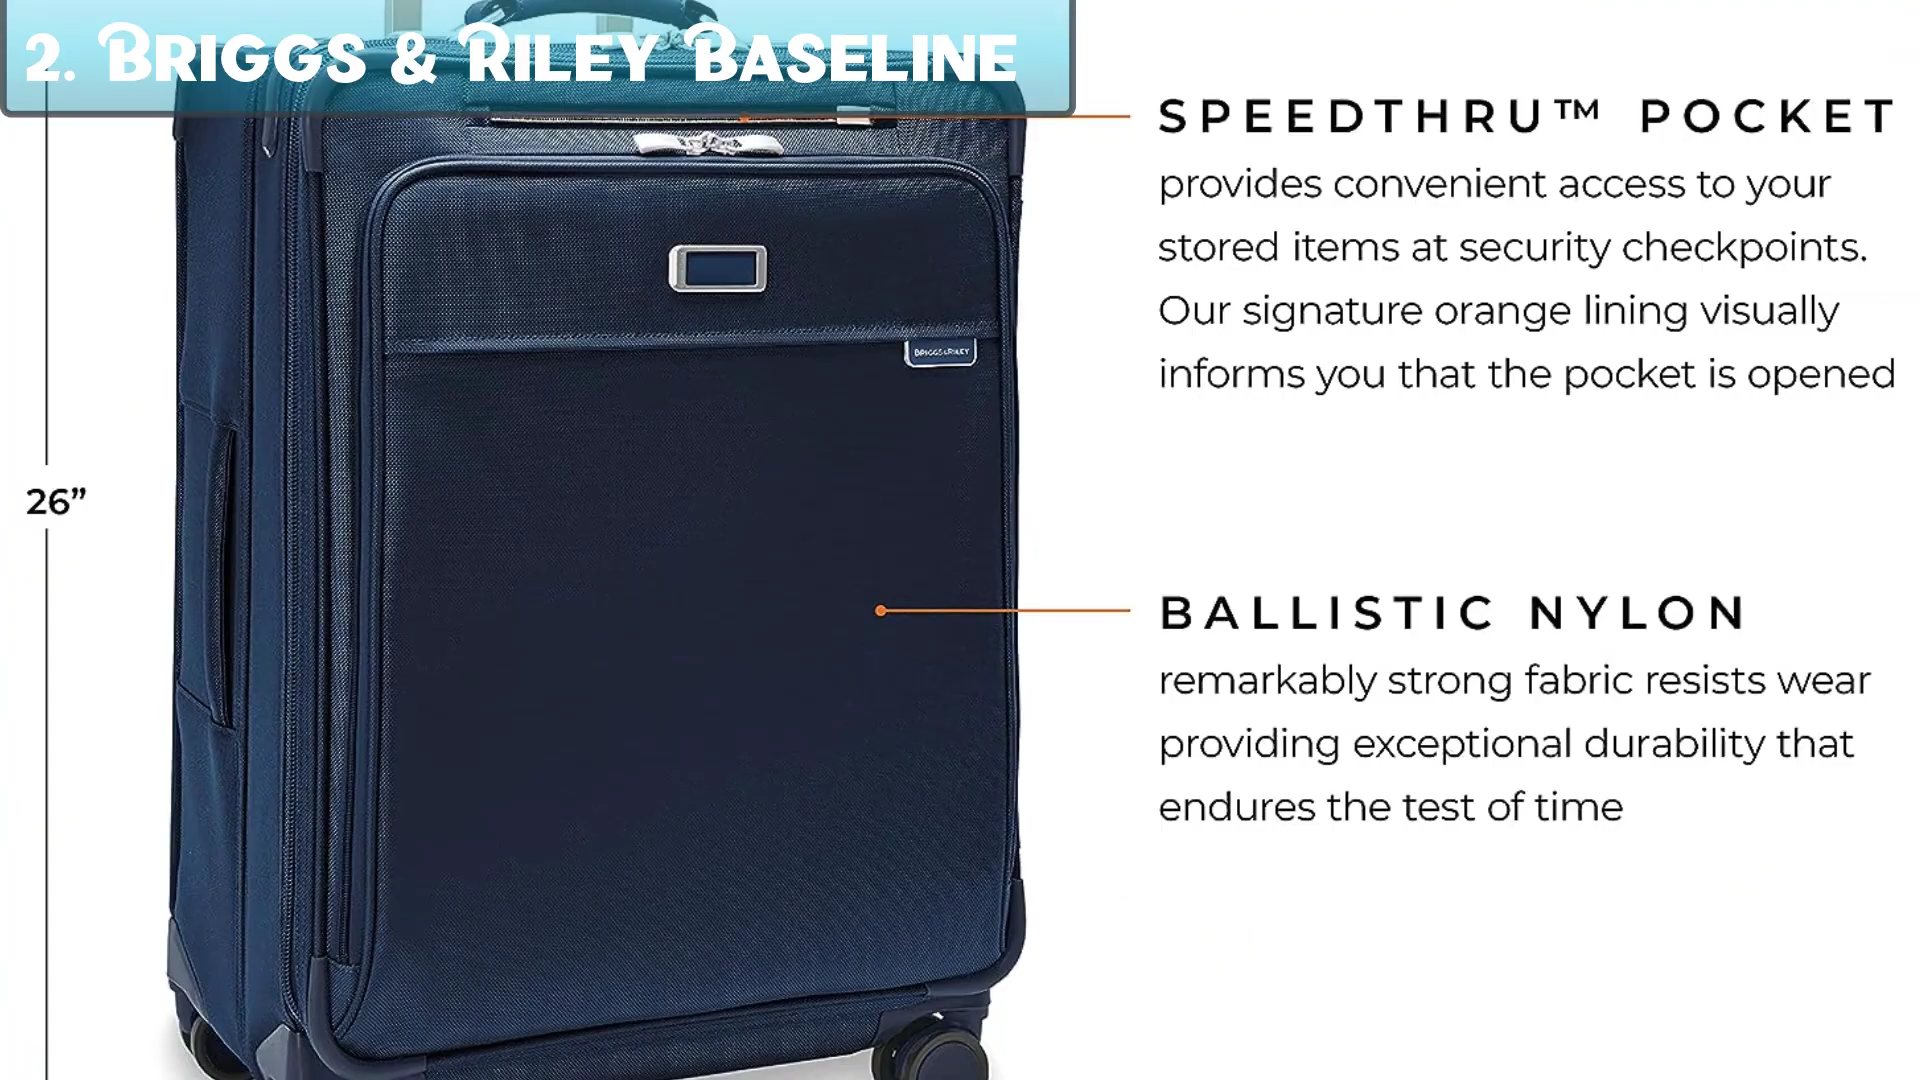 2. Briggs & Riley Baseline
SPEEDTHRU™ POCKET
provides convenient access to your
stored items at security checkpoints.
Our signature orange lining visually
informs you that the pocket is opened
BRIGGS & RILEY
26”
BALLISTIC NYLON
remarkably strong fabric resists wear
providing exceptional durability that
endures the test of time